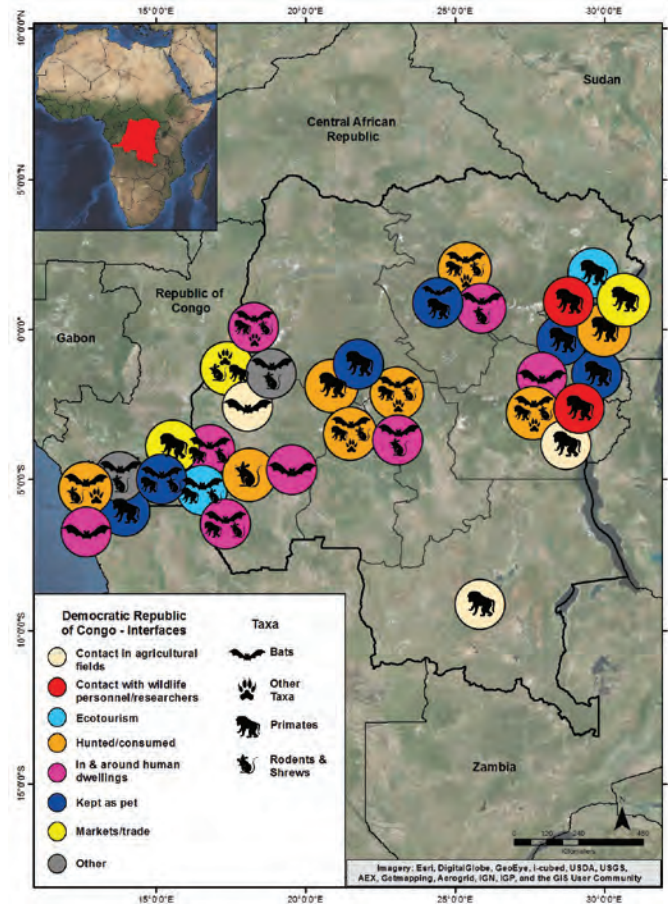 15°0'0"E
20°0'0"E
25°0'0"E
30°0'0"E
10°0'0"N
5°0'0"N
0°0'0"
5°0'0"S
10°0'0"S
15°0'0"S
Sudan
Central African
Republic
Republic of
Congo
Gabon
Zambia
Democratic Republic
of Congo - Interfaces
Contact in agricultural
fields
Contact with wildlife
personnel/researchers
Ecotourism
Hunted/consumed
In & around human
dwellings
Kept as pet
Markets/trade
Other
Taxa
Bats
Other
Taxa
Primates
Rodents &
Shrews
0 120 240 480
Kilometers
Imagery: Esri, DigitalGlobe, GeoEye, i-cubed, USDA, USGS,
AEX, Getmapping, Aerogrid, IGN, IGP, and the GIS User Community
15°0'0"E
20°0'0"E
25°0'0"E
30°0'0"E